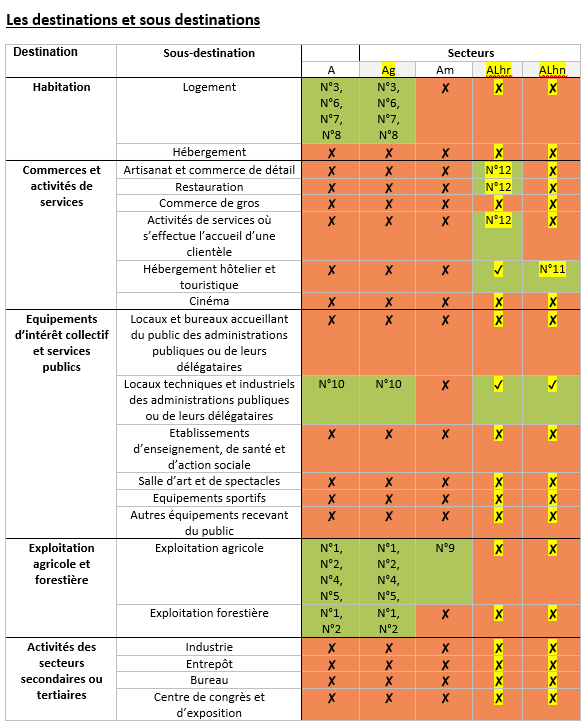 Les destinations et sous destinations
Destination Sous-destination Secteurs
A Ag Am ALhr ALhn
Habitation Logement N°3, N°3, ✗ ✗ ✗
N°6, N°6,
N°7, N°7,
N°8 N°8
Hébergement ✗ ✗ ✗ ✗ ✗
Commerces et Artisanat et commerce de détail ✗ ✗ ✗ N°12 ✗
activités de Restauration ✗ ✗ ✗ N°12 ✗
services Commerce de gros ✗ ✗ ✗ ✗ ✗
Activités de services où ✗ ✗ ✗ N°12 ✗
s’effectue l’accueil d’une
clientèle
Hébergement hôtelier et ✗ ✗ ✗ ✓ N°11
touristique
Cinéma ✗ ✗ ✗ ✗ ✗
Equipements Locaux et bureaux accueillant ✗ ✗ ✗ ✗ ✗
d’intérêt collectif du public des administrations
et services publiques ou de leurs
publics délégataires
Locaux techniques et industriels N°10 N°10 ✗ ✓ ✓
des administrations publiques
ou de leurs délégataires
Etablissements ✗ ✗ ✗ ✗ ✗
d’enseignement, de santé et
d’action sociale
Salle d’art et de spectacles ✗ ✗ ✗ ✗ ✗
Equipements sportifs ✗ ✗ ✗ ✗ ✗
Autres équipements recevant ✗ ✗ ✗ ✗ ✗
du public
Exploitation Exploitation agricole N°1, N°1, N°9 ✗ ✗
agricole et N°2, N°2,
forestière N°4, N°4,
N°5, N°5,
Exploitation forestière N°1, N°1, ✗ ✗ ✗
N°2 N°2
Activités des Industrie ✗ ✗ ✗ ✗ ✗
secteurs Entrepôt ✗ ✗ ✗ ✗ ✗
secondaires ou Bureau ✗ ✗ ✗ ✗ ✗
tertiaires Centre de congrès et ✗ ✗ ✗ ✗ ✗
d’exposition